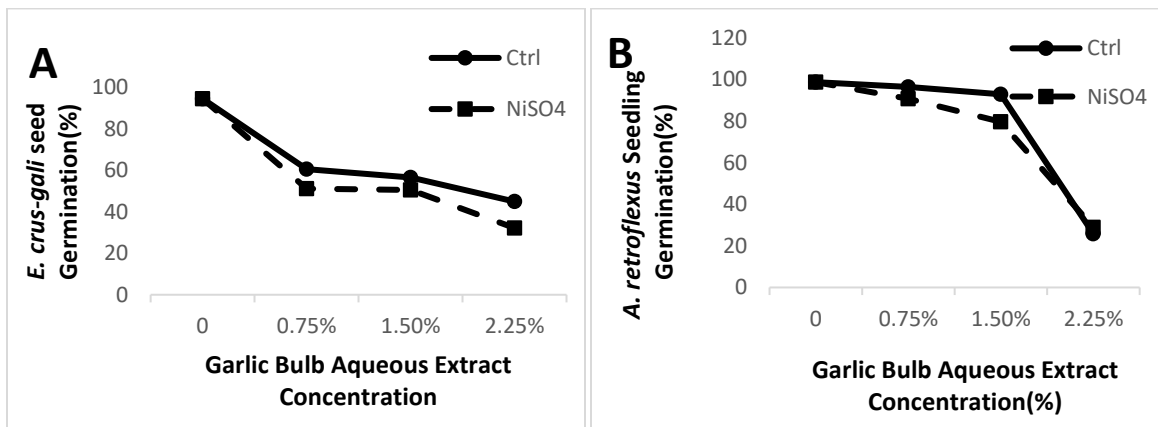 A
Ctrl
NiSO4
E. crus-gali seed
Germination(%)
100
80
60
40
20
0
0 0.75% 1.50% 2.25%
Garlic Bulb Aqueous Extract
Concentration
B
Ctrl
NiSO4
A. retroflexus Seedling
Germination(%)
120
100
80
60
40
20
0
0 0.75% 1.50% 2.25%
Garlic Bulb Aqueous Extract
Concentration(%)